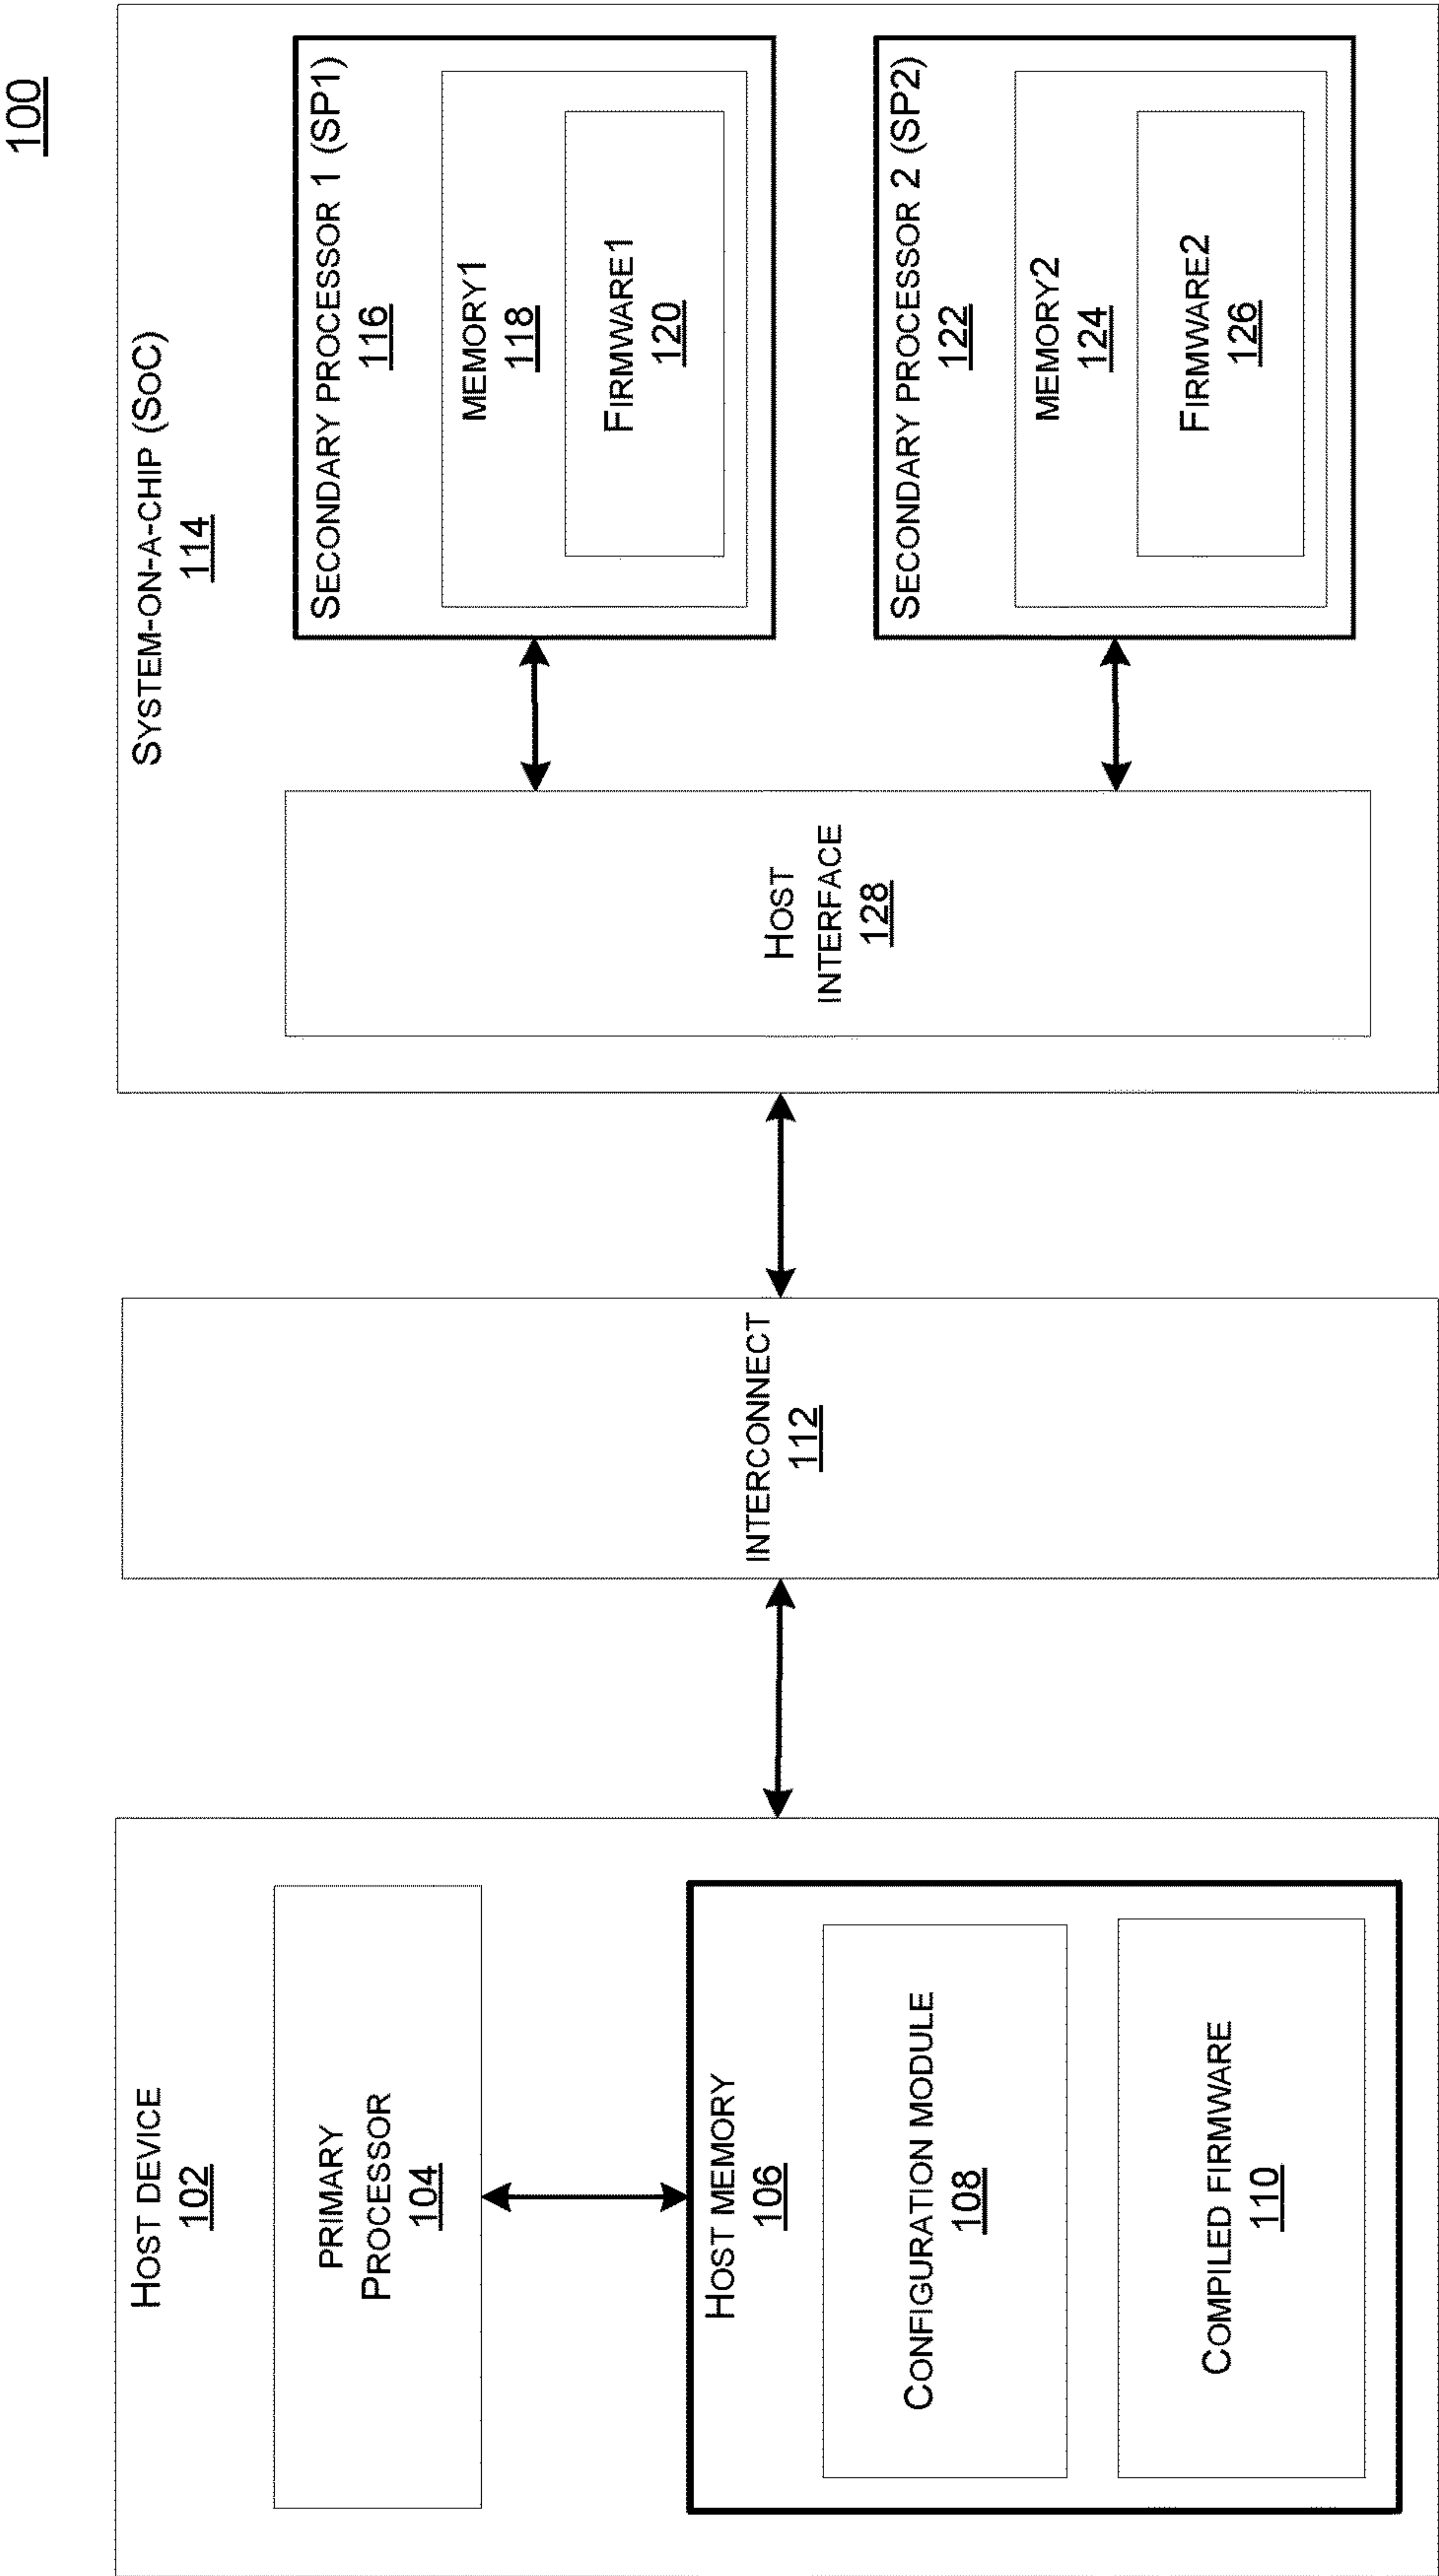 100
HOST DEVICE
102
PRIMARY
PROCESSOR
104
HOST MEMORY
106
CONFIGURATION MODULE
108
COMPILED FIRMWARE
110
INTERCONNECT
112
SYSTEM-ON-A-CHIP (SOC)
114
HOST
INTERFACE
128
SECONDARY PROCESSOR 1 (SP1)
116
MEMORY1
118
FIRMWARE1
120
SECONDARY PROCESSOR 2 (SP2)
122
MEMORY2
124
FIRMWARE2
126